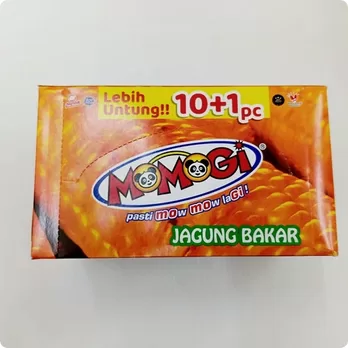 Lebih
Untung!! 10+1pc
MOMOGi
pasti mow mow laGi!
JAGUNG BAKAR